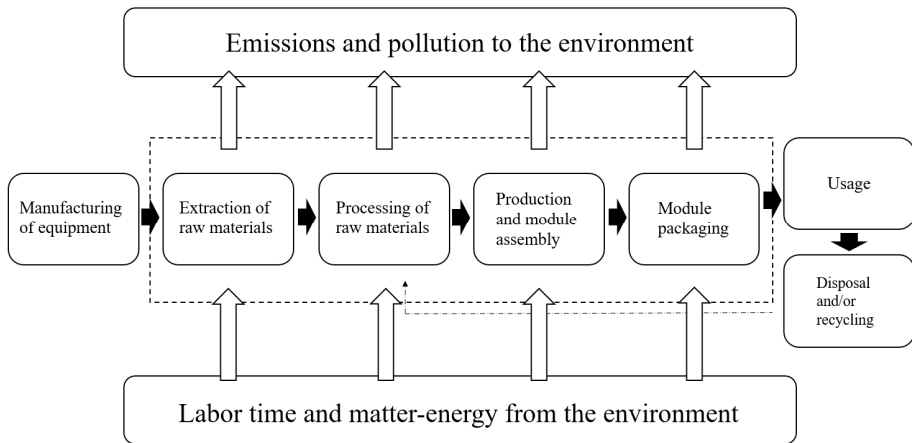 Emissions and pollution to the environment
Manufacturing
of equipment
Extraction of
raw materials
Processing of
raw materials
Production
and module
assembly
Module
packaging
Usage
Disposal
and/or
recycling
Labor time and matter-energy from the environment